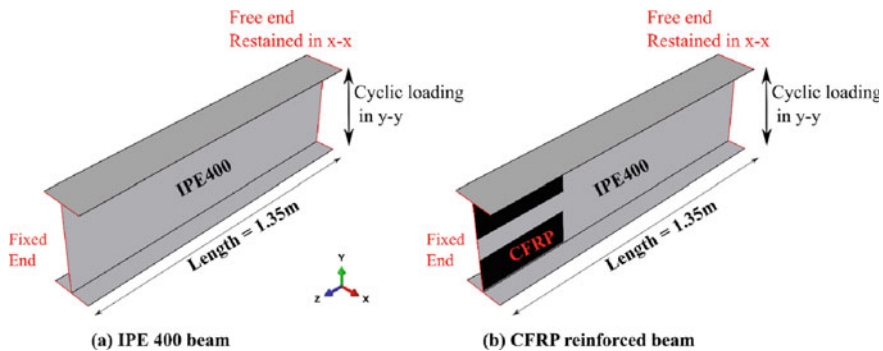 Free end
Restained in x-x
Cyclic loading
in y-y
IPE400
Length = 1.35m
Fixed
End
Y
Z
X
(a) IPE 400 beam
Free end
Restained in x-x
Cyclic loading
in y-y
IPE400
CFRP
Length = 1.35m
Fixed
End
(b) CFRP reinforced beam